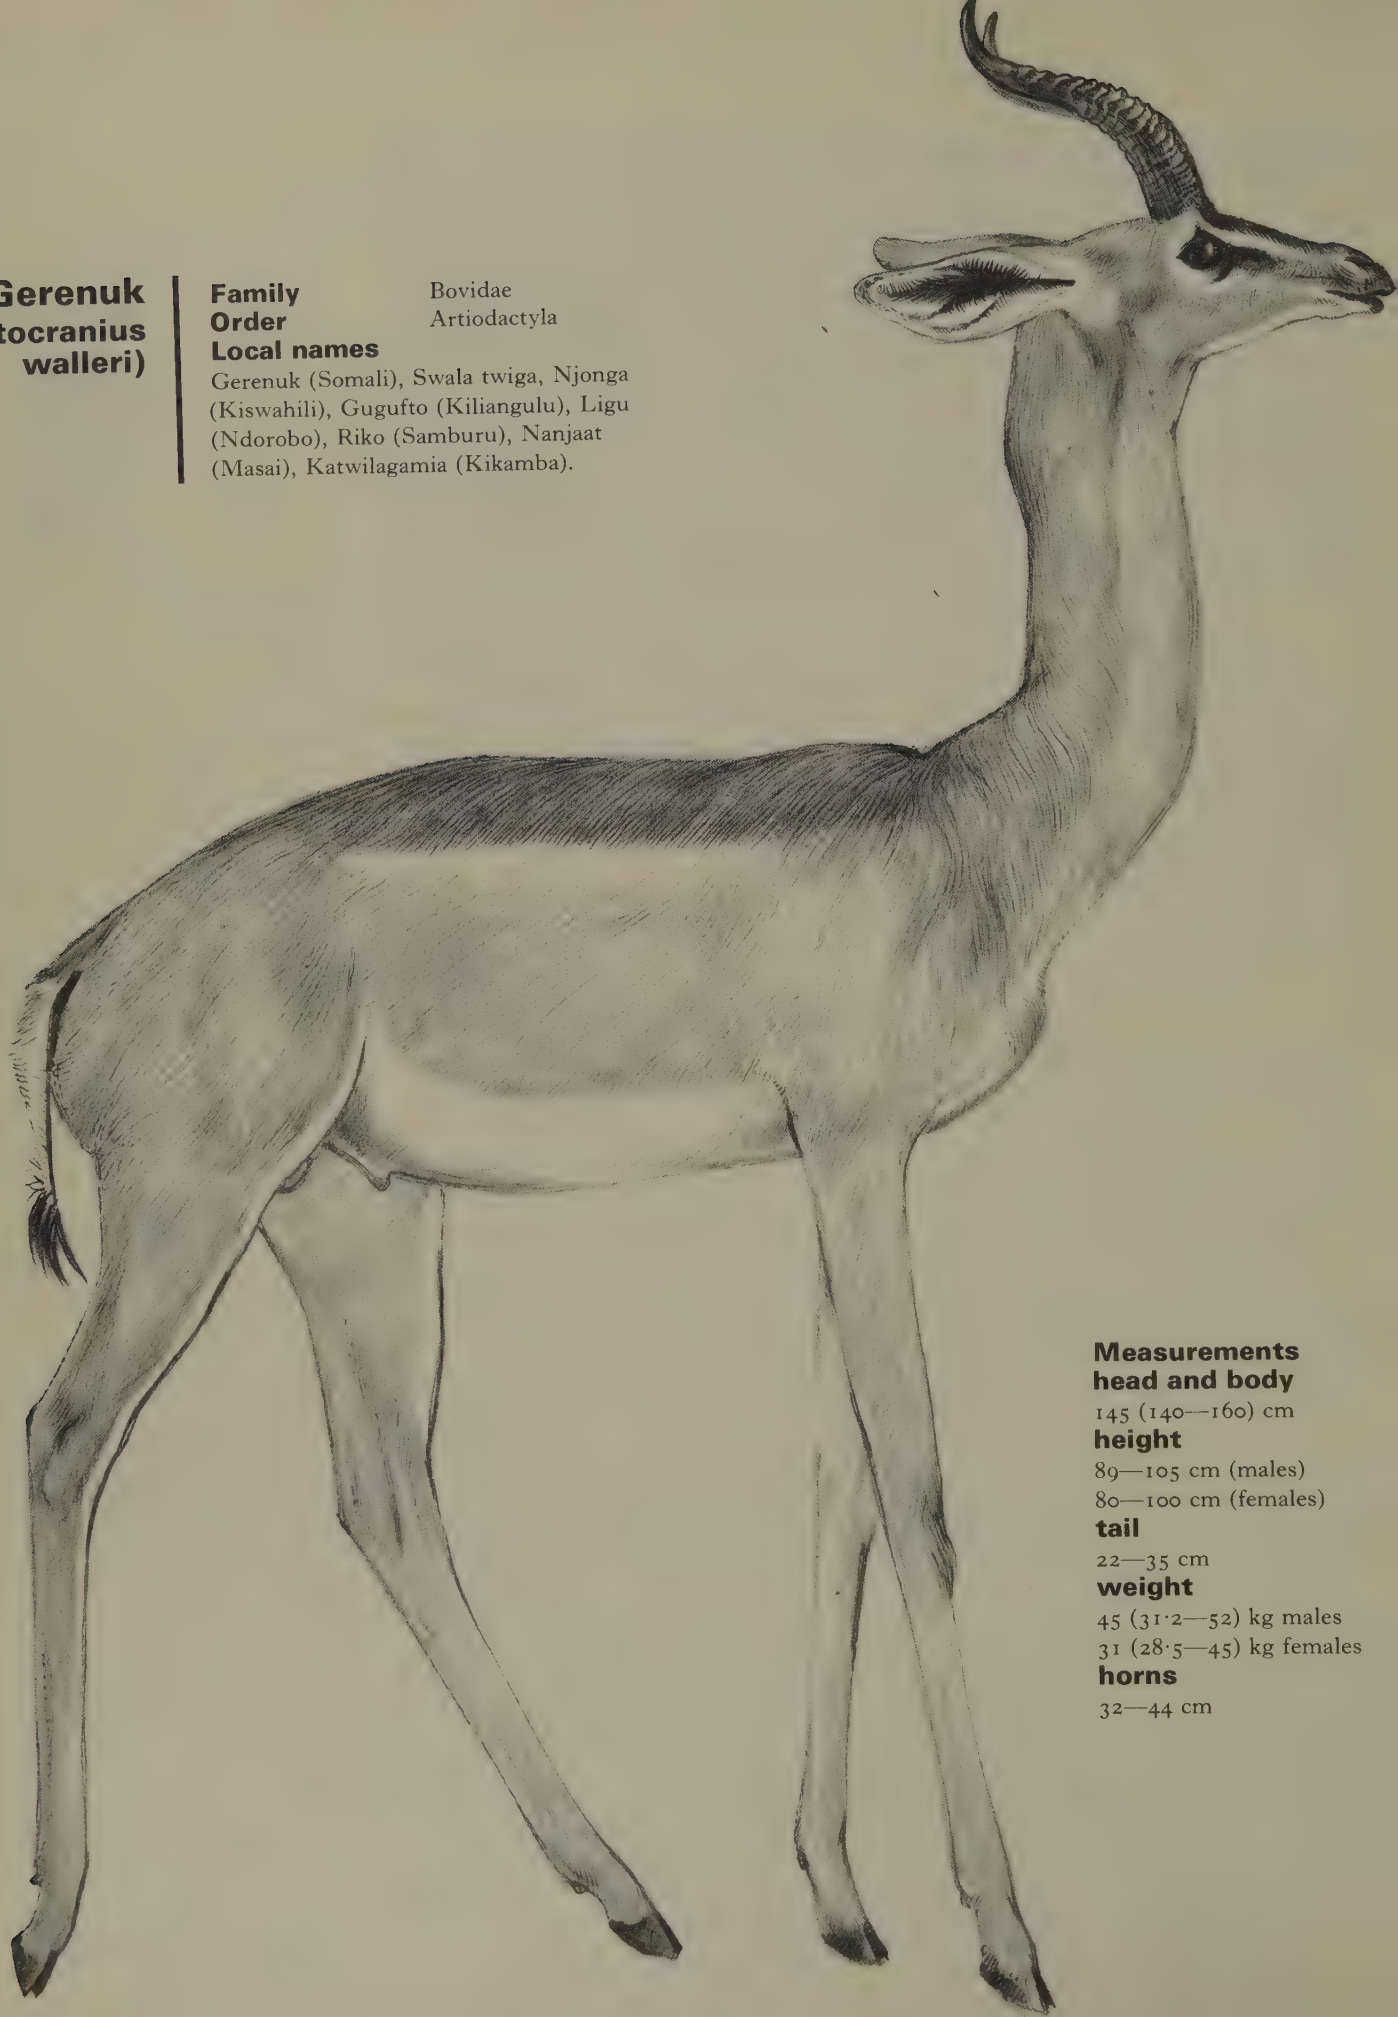 Gerenuk
tocranius
walleri)
Family Bovidae
Order Artiodactyla
Local names
Gerenuk (Somali), Swala twiga, Njonga
(Kiswahili), Gugufto (Kiliangulu), Ligu
(Ndorobo), Riko (Samburu), Nanjaat
(Masai), Katwilagamia (Kikamba).
Measurements
head and body
145 (140—160) cm
height
89—105 cm (males)
80—100 cm (females)
tail
22—35 cm
weight
45 (31·2—52) kg males
31 (28·5—45) kg females
horns
32—44 cm